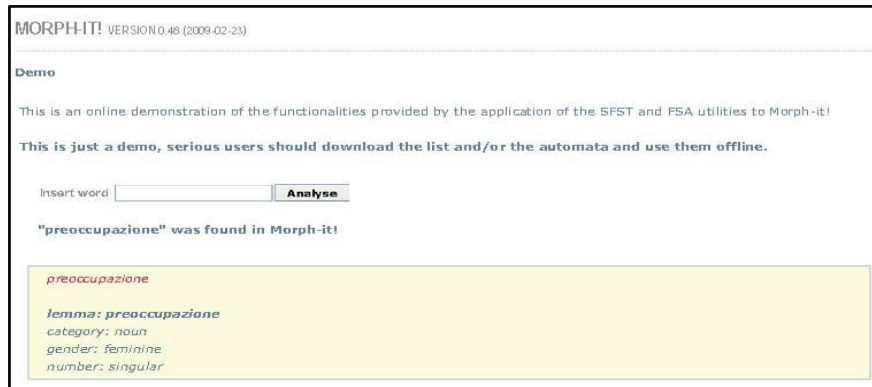 MORPH-IT! VERSION 0.48 (2009-02-23)
Demo
This is an online demonstration of the functionalities provided by the application of the SFST and FSA utilities to Morph-it!
This is just a demo, serious users should download the list and/or the automata and use them offline.
Insert word Analyse
"preoccupazione" was found in Morph-it!
preoccupazione
lemma: preoccupazione
category: noun
gender: feminine
number: singular